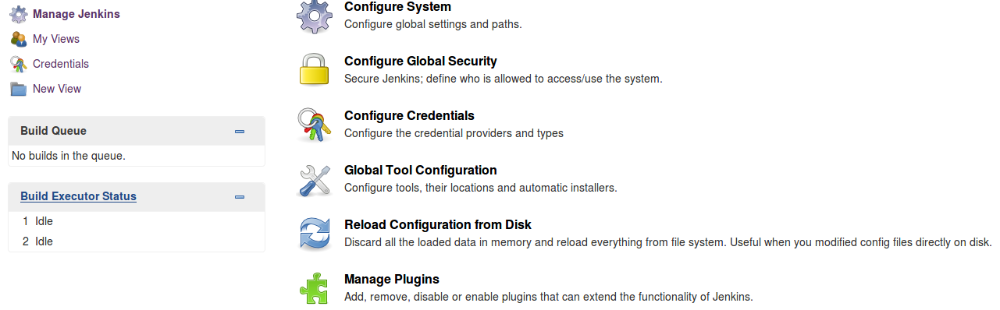 Manage Jenkins
My Views
Credentials
New View
Build Queue
No builds in the queue.
Build Executor Status
1 Idle
2 Idle
Configure System
Configure global settings and paths.
Configure Global Security
Secure Jenkins; define who is allowed to access/use the system.
Configure Credentials
Configure the credential providers and types
Global Tool Configuration
Configure tools, their locations and automatic installers.
Reload Configuration from Disk
Discard all the loaded data in memory and reload everything from file system. Useful when you modified config files directly on disk.
Manage Plugins
Add, remove, disable or enable plugins that can extend the functionality of Jenkins.